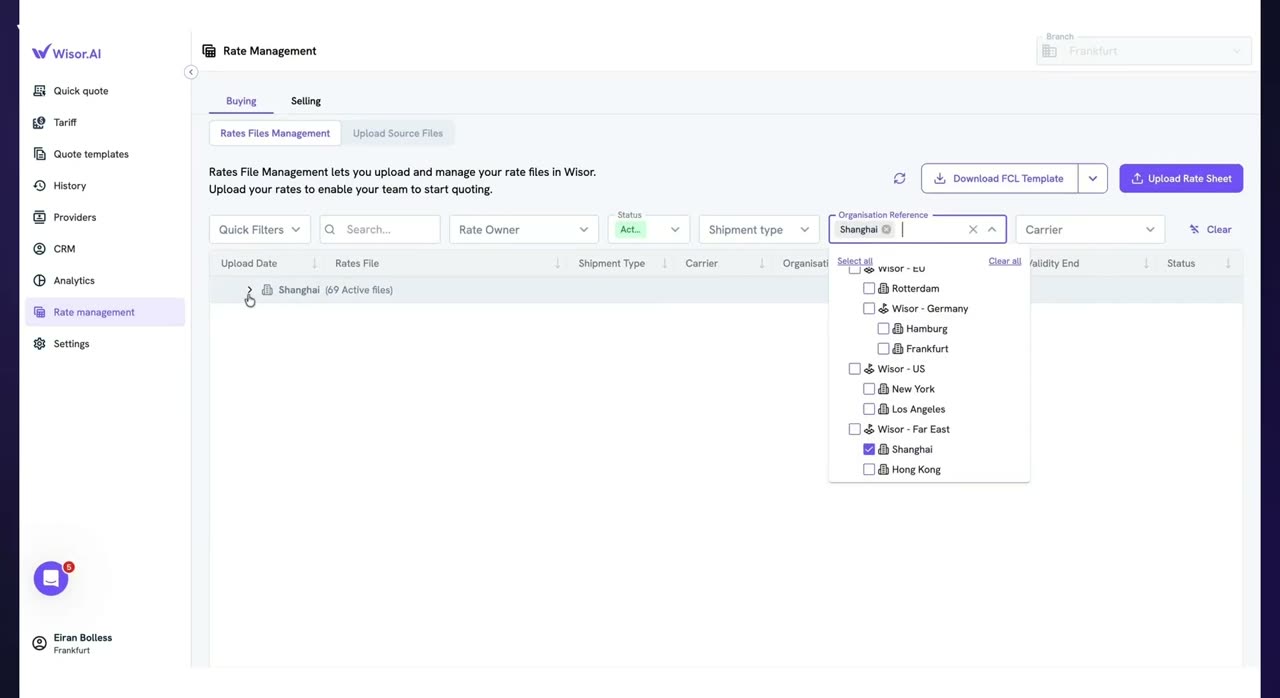 Wisor.AI
Quick quote
Tariff
Quote templates
History
Providers
CRM
Analytics
Rate management
Settings
5
Eiran Bolless
Frankfurt
Rate Management
Branch
Frankfurt
Buying
Selling
Rates Files Management
Upload Source Files
Rates File Management lets you upload and manage your rate files in Wisor.
Upload your rates to enable your team to start quoting.
Download FCL Template
Upload Rate Sheet
Quick Filters
Search...
Rate Owner
Status
Act...
Shipment type
Organisation Reference
Shanghai
Carrier
Clear
Upload Date
Rates File
Shipment Type
Carrier
Organisati
Validity End
Status
Shanghai (69 Active files)
Select all
Clear all
Wisor - EU
Rotterdam
Wisor - Germany
Hamburg
Frankfurt
Wisor - US
New York
Los Angeles
Wisor - Far East
Shanghai
Hong Kong